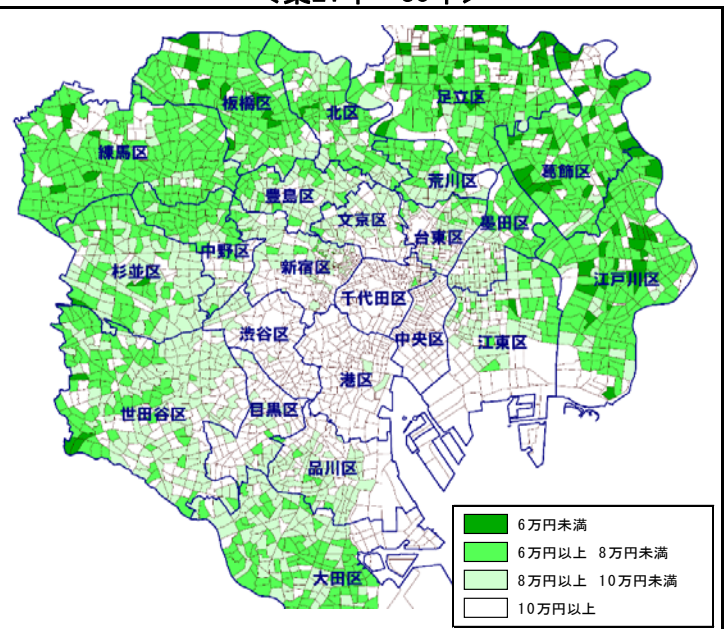 足立区
板橋区
北区
練馬区
葛飾区
荒川区
豊島区
文京区
墨田区
台東区
中野区
杉並区
新宿区
江戸川区
千代田区
渋谷区
中央区
江東区
港区
目黒区
世田谷区
品川区
大田区
6万円未満
6万円以上 8万円未満
8万円以上 10万円未満
10万円以上